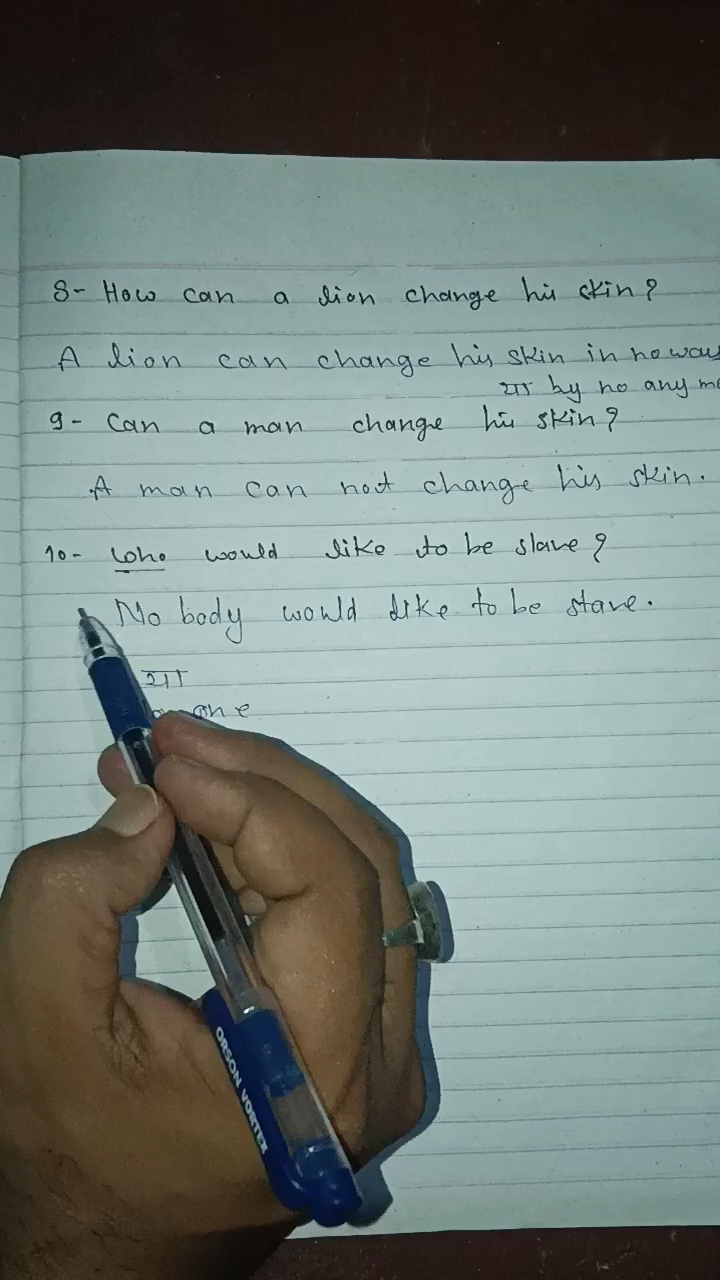 8- How can a lion change his skin?
A lion can change his skin in no way
या by no any
9- Can a man change his skin?
A man can not change his skin.
10- Who would like to be slave?
No body would like to be slave.
या
one
ORSON VORTEX